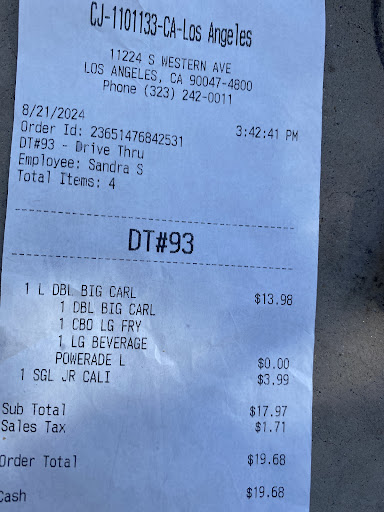 CJ-1101133-CA-Los Angeles
11224 S WESTERN AVE
LOS ANGELES, CA 90047-4800
Phone (323) 242-0011
8/21/2024 3:42:41 PM
Order Id: 23651476842531
DT#93 - Drive Thru
Employee: Sandra S
Total Items: 4
DT#93
1 L DBL BIG CARL $13.98
1 DBL BIG CARL
1 CBO LG FRY
1 LG BEVERAGE
POWERADE L $0.00
1 SGL JR CALI $3.99
Sub Total $17.97
Sales Tax $1.71
Order Total $19.68
Cash $19.68